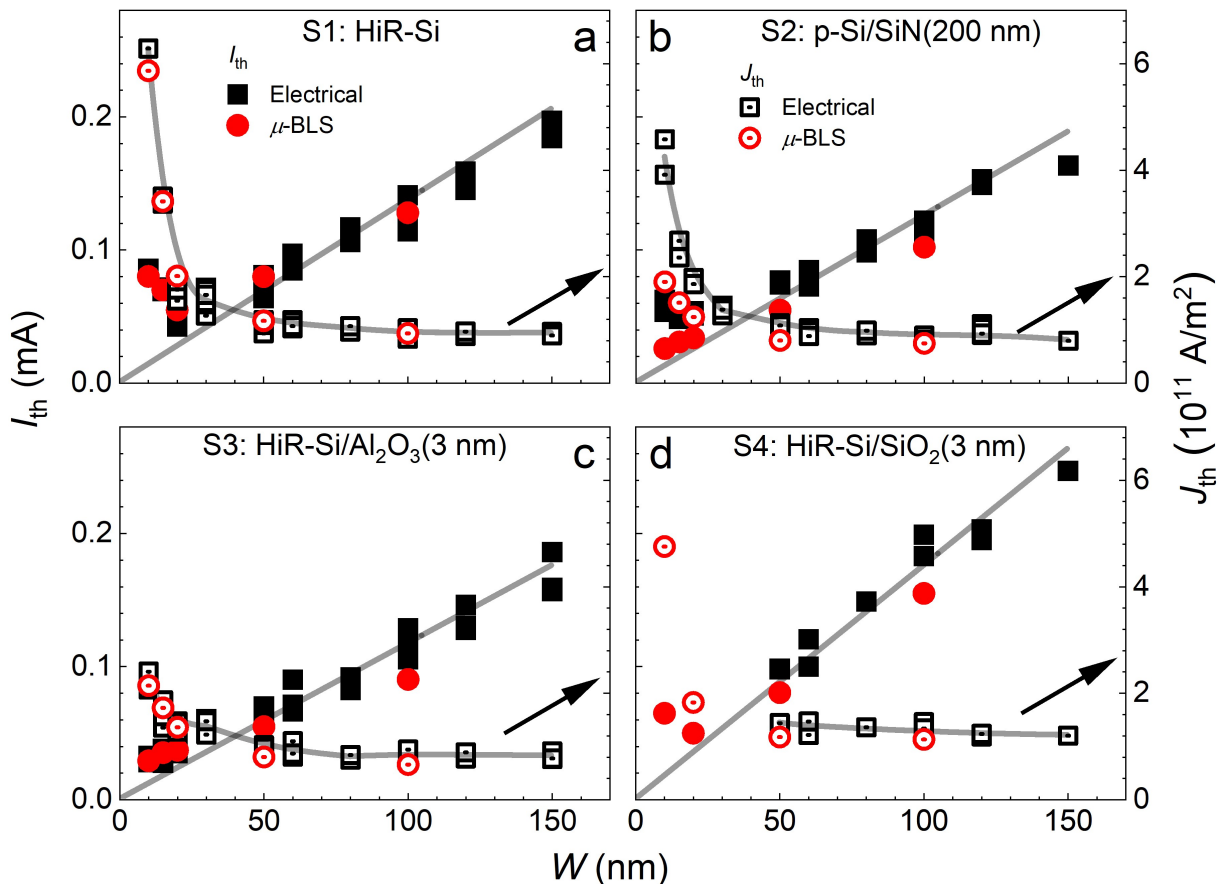 S1: HiR-Si
a
I_th
Electrical
μ-BLS
b
S2: p-Si/SiN(200 nm)
J_th
Electrical
μ-BLS
0.2
0.1
0.0
6
4
2
0
S3: HiR-Si/Al₂O₃(3 nm)
c
d
S4: HiR-Si/SiO₂(3 nm)
0.2
0.1
0.0
6
4
2
0
0
50
100
150
0
50
100
150
I_th (mA)
J_th (10¹¹ A/m²)
W (nm)